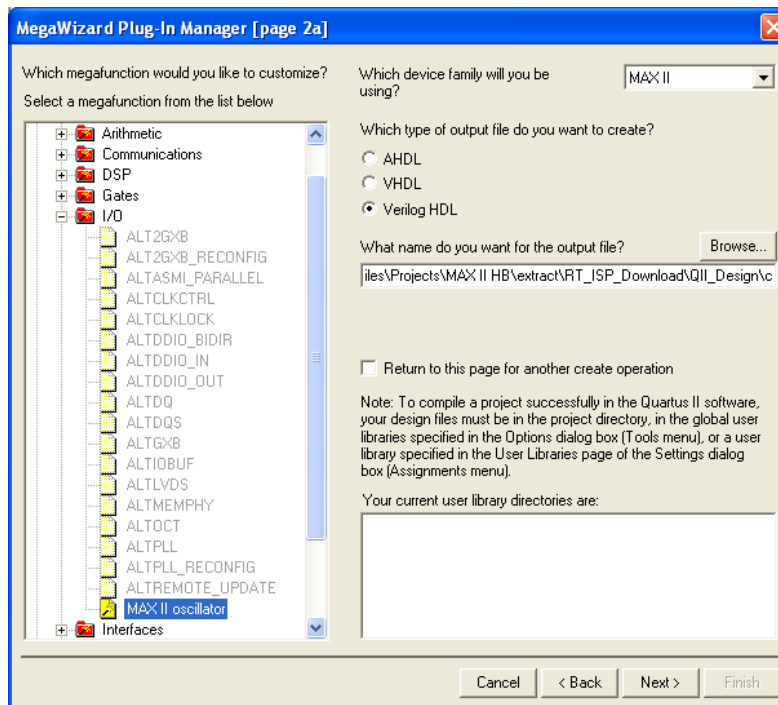 MegaWizard Plug-In Manager [page 2a]
Which megafunction would you like to customize?
Select a megafunction from the list below
Arithmetic
Communications
DSP
Gates
I/O
ALT2GXB
ALT2GXB_RECONFIG
ALTASMI_PARALLEL
ALTCLKCTRL
ALTCLKLOCK
ALTDDIO_BIDIR
ALTDDIO_IN
ALTDDIO_OUT
ALTDQ
ALTDQS
ALTGXB
ALTIOBUF
ALTLVDS
ALTMEMPHY
ALTOCT
ALTPLL
ALTPLL_RECONFIG
ALTREMOTE_UPDATE
MAX II oscillator
Interfaces
Which device family will you be
using?
MAX II
Which type of output file do you want to create?
AHDL
VHDL
Verilog HDL
What name do you want for the output file?
Browse...
iles\Projects\MAX II HB\extract\RT_ISP_Download\QII_Design\c
Return to this page for another create operation
Note: To compile a project successfully in the Quartus II software,
your design files must be in the project directory, in the global user
libraries specified in the Options dialog box (Tools menu), or a user
library specified in the User Libraries page of the Settings dialog
box (Assignments menu).
Your current user library directories are:
Cancel
< Back
Next >
Finish